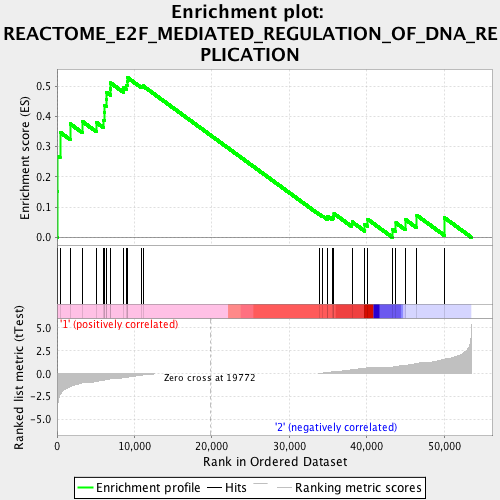 Enrichment plot:
REACTOME_E2F_MEDIATED_REGULATION_OF_DNA_RE
PLICATION
Enrichment score (ES)
0.5
0.4
0.3
0.2
0.1
0.0
'1' (positively correlated)
Ranked list metric (tTest)
5.0
2.5
0.0
-2.5
-5.0
Zero cross at 19772
'2' (negatively correlated)
0
10,000
20,000
30,000
40,000
50,000
Rank in Ordered Dataset
Enrichment profile
Hits
Ranking metric scores